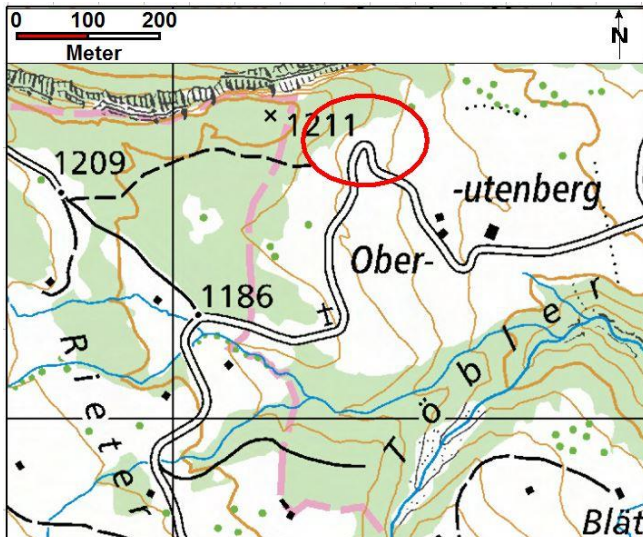 0 100 200
Meter
N
1211
1209
-utenberg
Ober-
1186
Rieter
Töbler
Blät